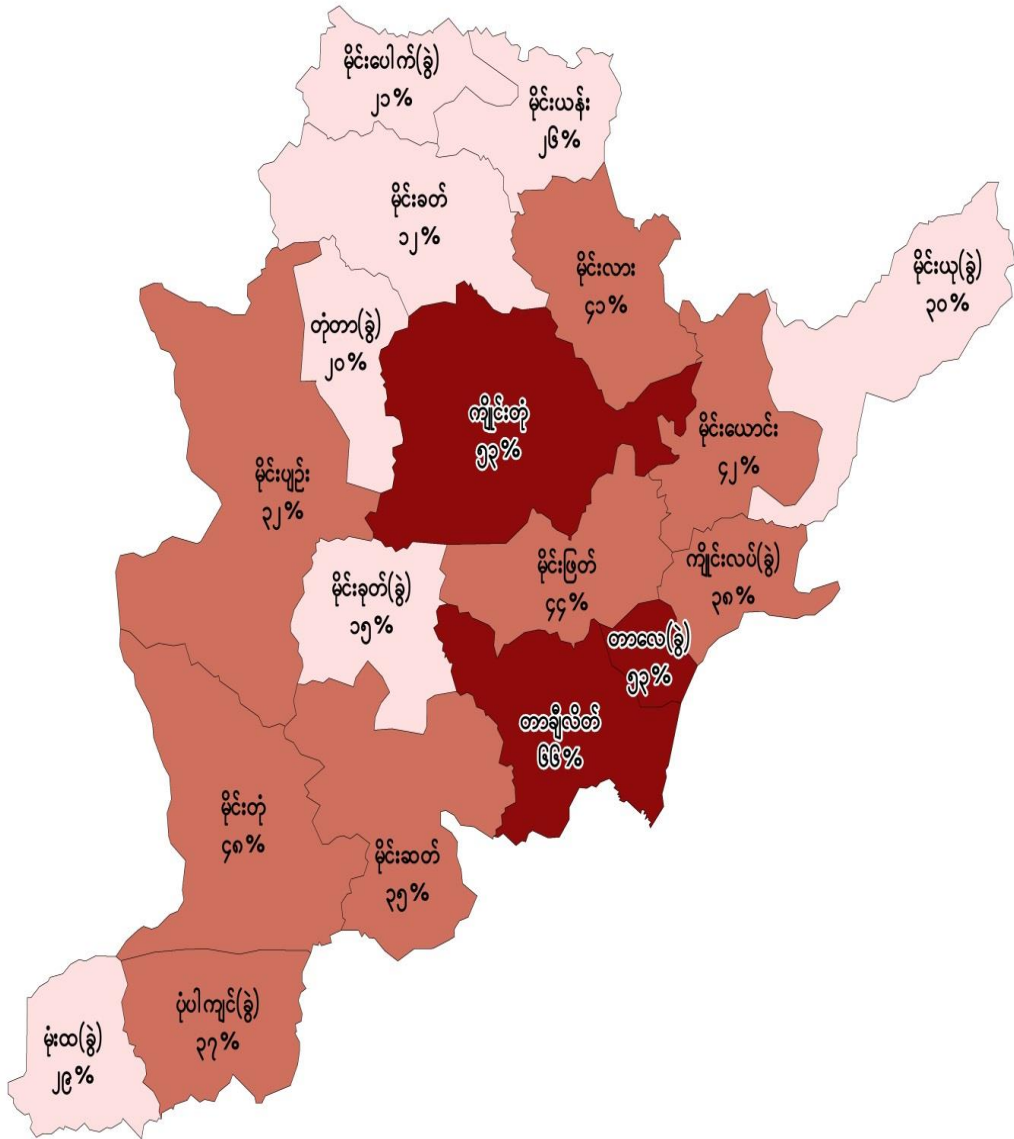 မိုင်းပေါက်(ခွဲ)
၂၁%
မိုင်းယန်း
၂၆%
မိုင်းခတ်
၁၂%
မိုင်းလား
၄၁%
မိုင်းယု(ခွဲ)
၃၀%
တုံတာ(ခွဲ)
၂၀%
ကျိုင်းတုံ
၅၃%
မိုင်းယောင်း
၄၂%
မိုင်းပျဉ်း
၃၂%
မိုင်းဖြတ်
၄၄%
ကျိုင်းလပ်(ခွဲ)
၃၈%
မိုင်းခုတ်(ခွဲ)
၁၅%
တာလေ(ခွဲ)
၅၃%
တာချီလိတ်
၆၆%
မိုင်းတုံ
၄၈%
မိုင်းဆတ်
၃၅%
ပုံပါကျင်(ခွဲ)
၃၇%
မုံးထ(ခွဲ)
၂၉%